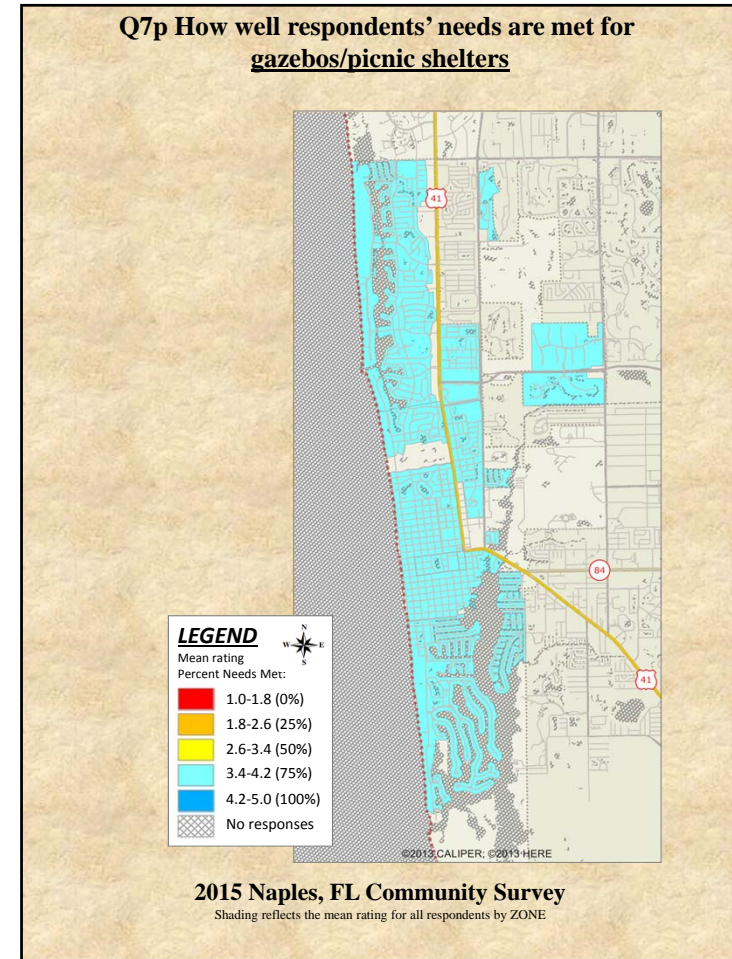 Q7p How well respondents’ needs are met for
gazebos/picnic shelters
41
84
41
LEGEND
N
W E
S
Mean rating
Percent Needs Met:
1.0-1.8 (0%)
1.8-2.6 (25%)
2.6-3.4 (50%)
3.4-4.2 (75%)
4.2-5.0 (100%)
No responses
©2013 CALIPER; ©2013 HERE
2015 Naples, FL Community Survey
Shading reflects the mean rating for all respondents by ZONE